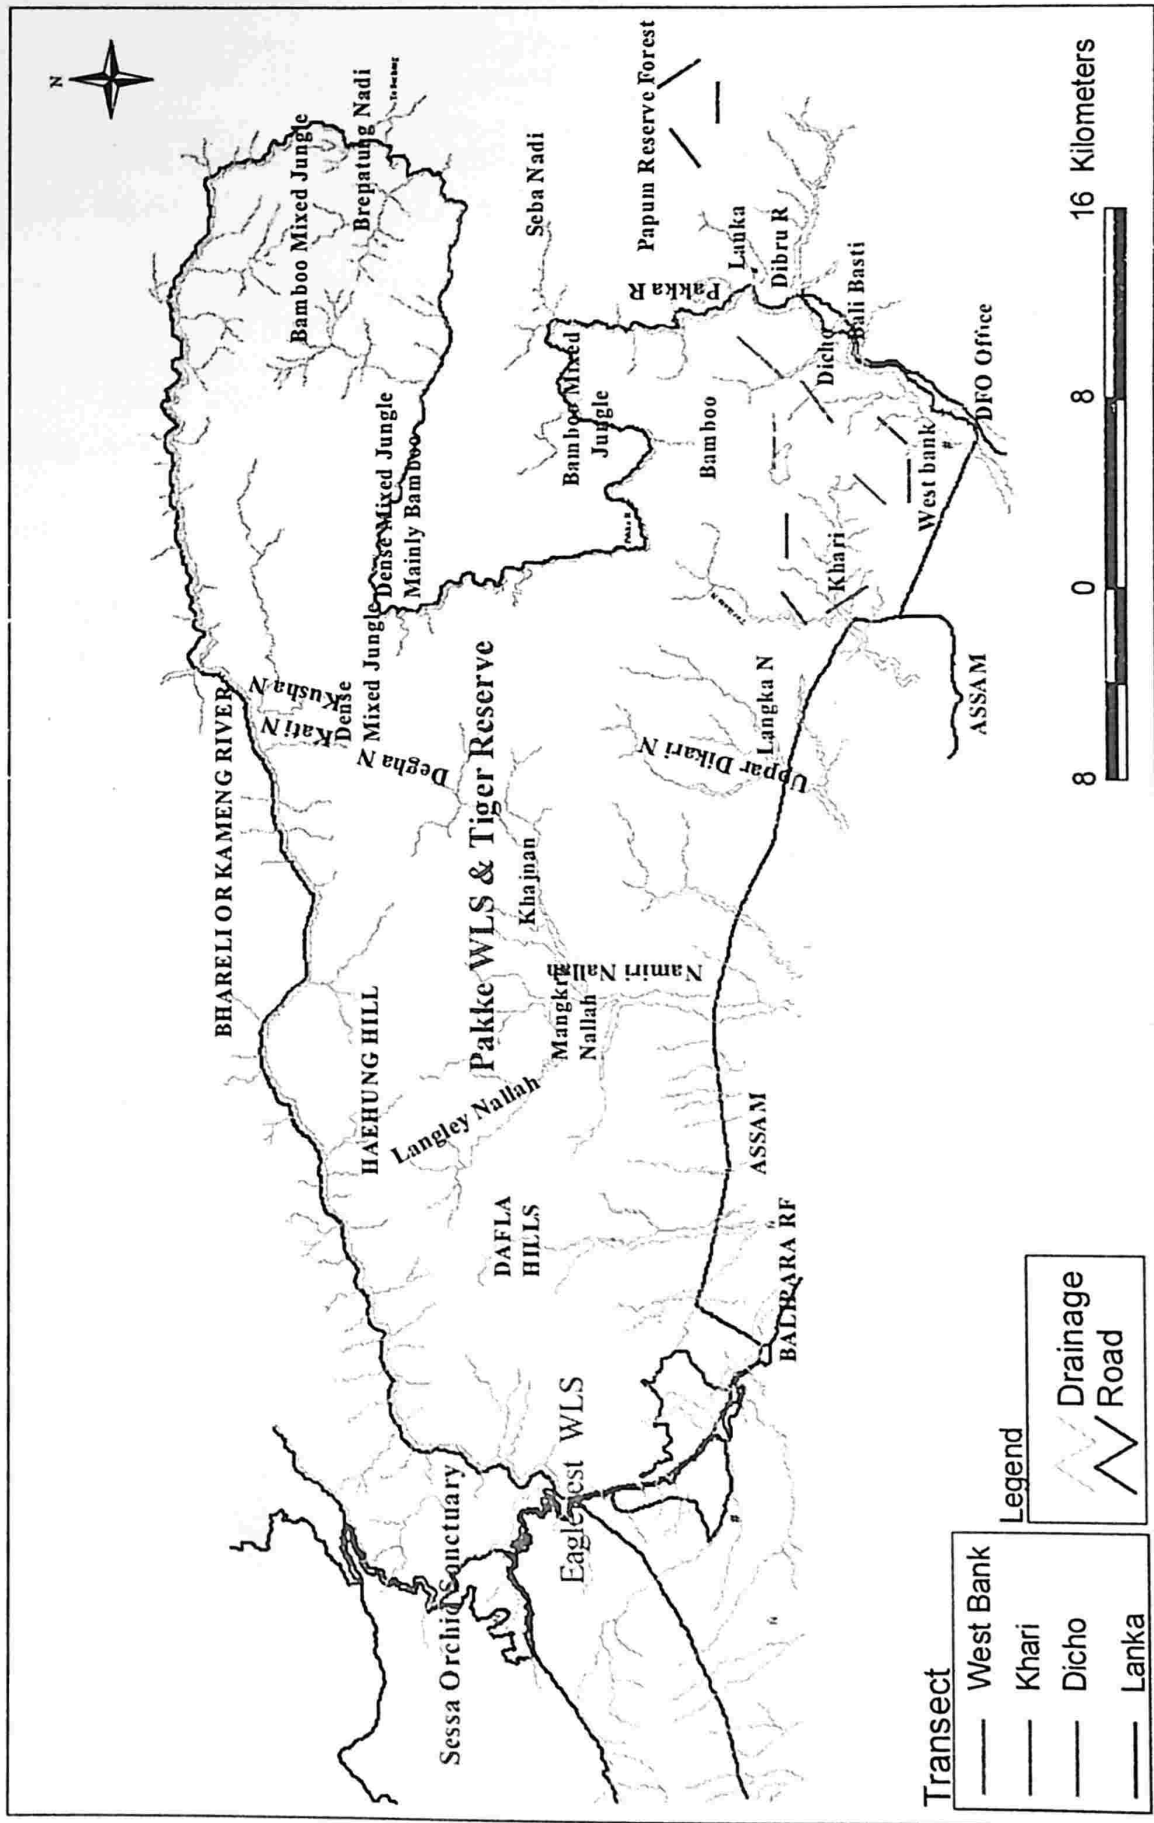 N
BHARELI OR KAMENG RIVER
Bamboo Mixed Jungle
Brepatung Nadi
Kusha N
Kati N
Dense
Mixed Jungle
Dense Mixed Jungle
Mainly Bamboo
Degha N
HAEHUNG HILL
Pakke WLS & Tiger Reserve
Seba Nadi
Langley Nallah
Khajnan
Mangkri
Nallah
Namiri Nallah
DAFLA
HILLS
Bamboo Mixed
Jungle
Papum Reserve Forest
Pakka R
Lanka
Dibru R
Bamboo
Dicho
Bali Basti
Uppar Dikari N
Langka N
Khari
West bank
DFO Office
Sessa Orchid Sanctuary
Eaglenest WLS
BALIPARA RF
ASSAM
ASSAM
Transect
West Bank
Khari
Dicho
Lanka
Legend
Drainage
Road
8 0 8 16 Kilometers